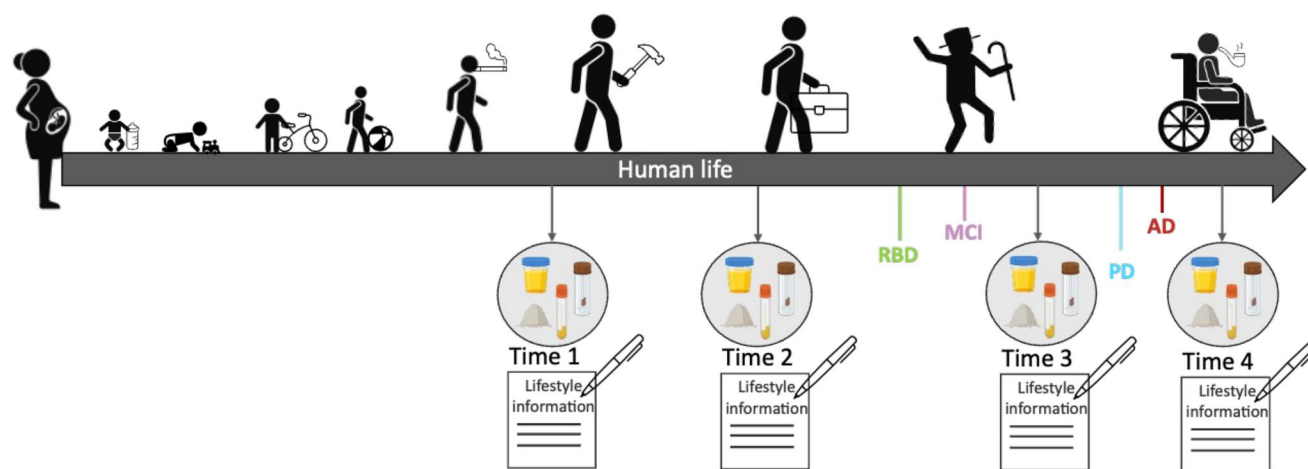 Human life
RBD
MCI
PD
AD
Time 1
Lifestyle
information
Time 2
Lifestyle
information
Time 3
Lifestyle
information
Time 4
Lifestyle
information